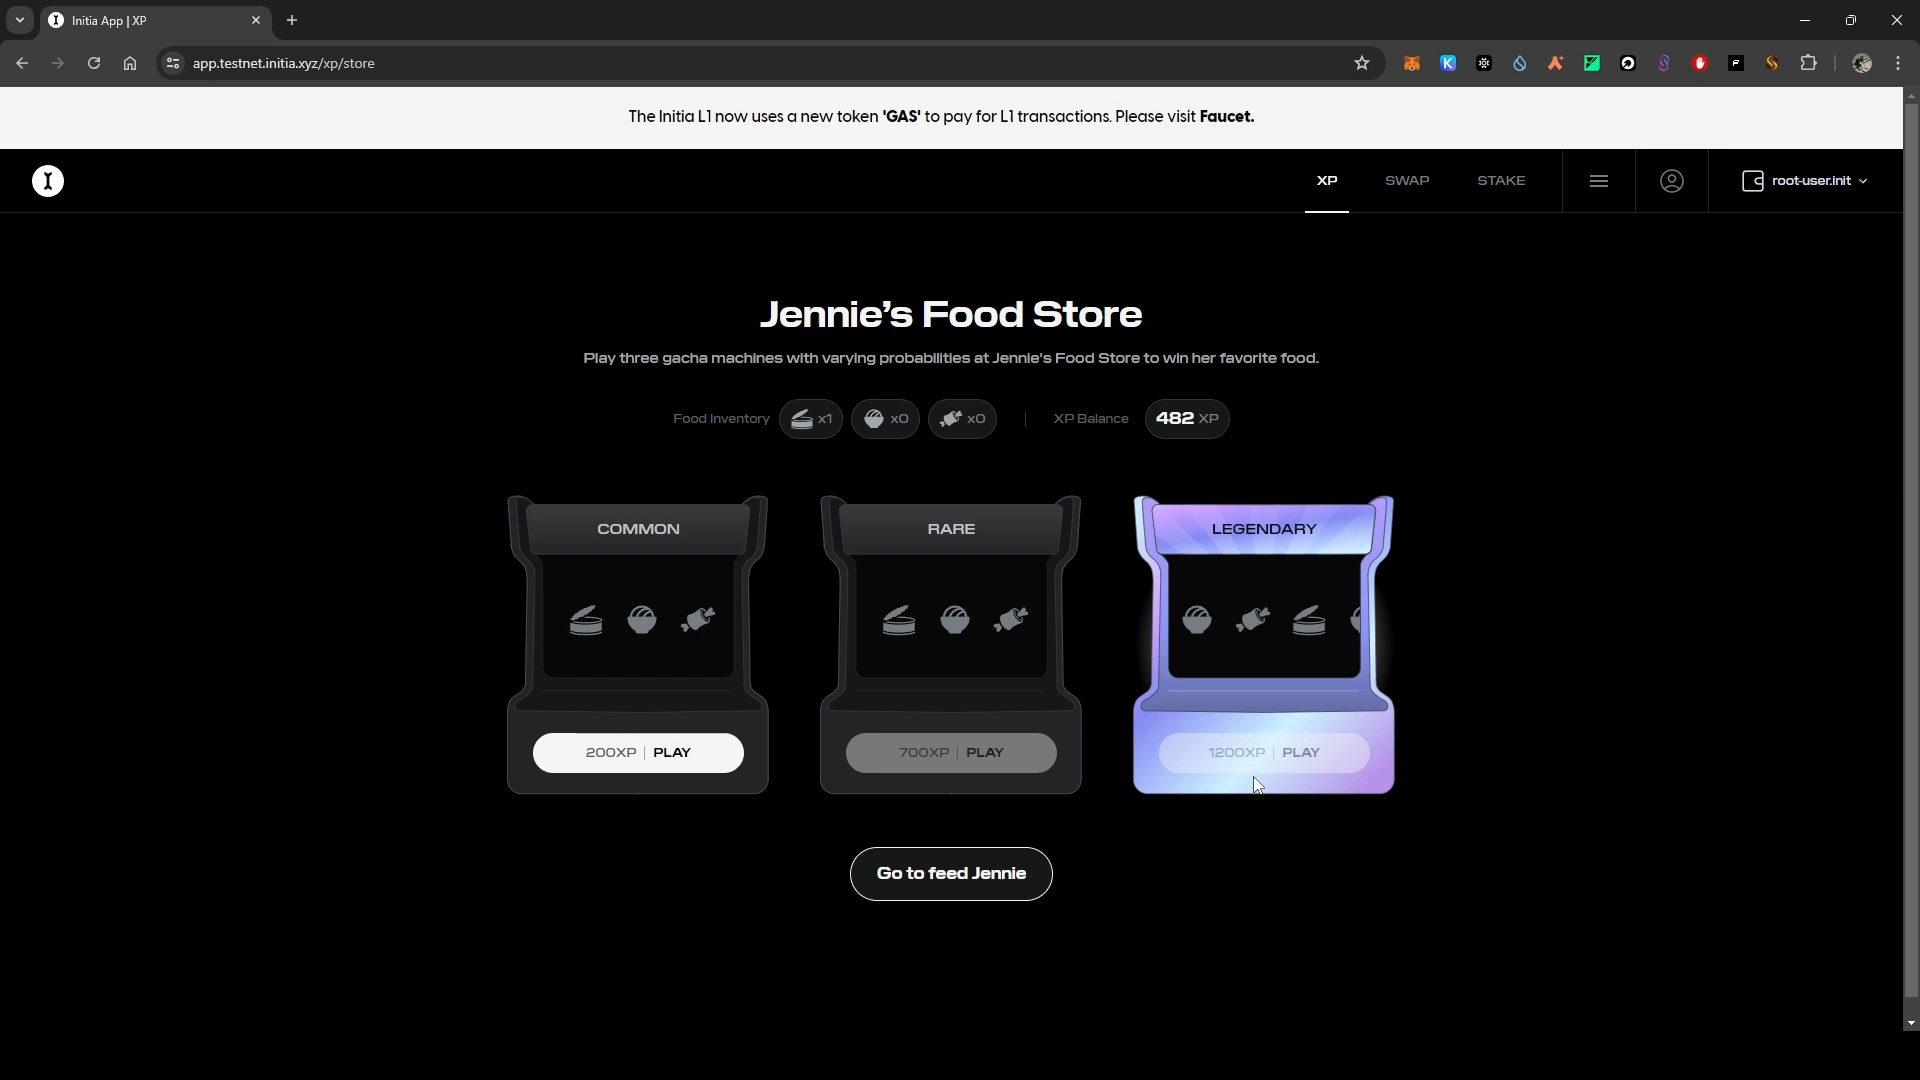 Initia App | XP
app.testnet.initia.xyz/xp/store
The Initia L1 now uses a new token 'GAS' to pay for L1 transactions. Please visit Faucet.
XP SWAP STAKE root-user.init
Jennie's Food Store
Play three gacha machines with varying probabilities at Jennie's Food Store to win her favorite food.
Food Inventory x1 x0 x0 | XP Balance 482 XP
COMMON RARE LEGENDARY
200XP | PLAY 700XP | PLAY 1200XP | PLAY
Go to feed Jennie